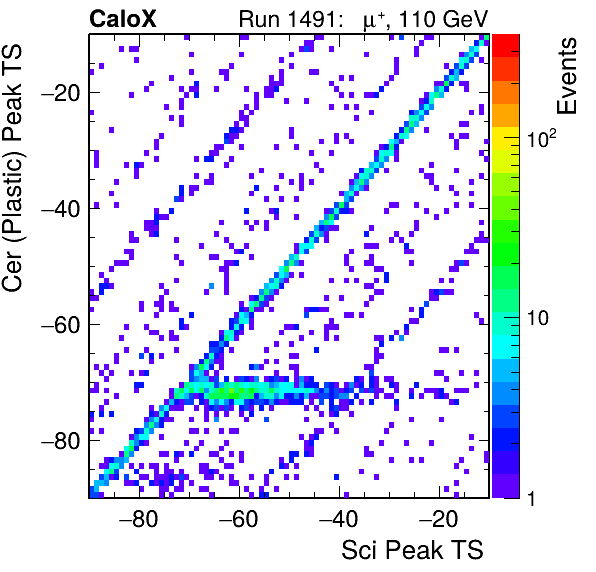 CaloX Run 1491: μ⁺, 110 GeV
Cer (Plastic) Peak TS
−20
−40
−60
−80
−80 −60 −40 −20
Sci Peak TS
Events
10²
10
1